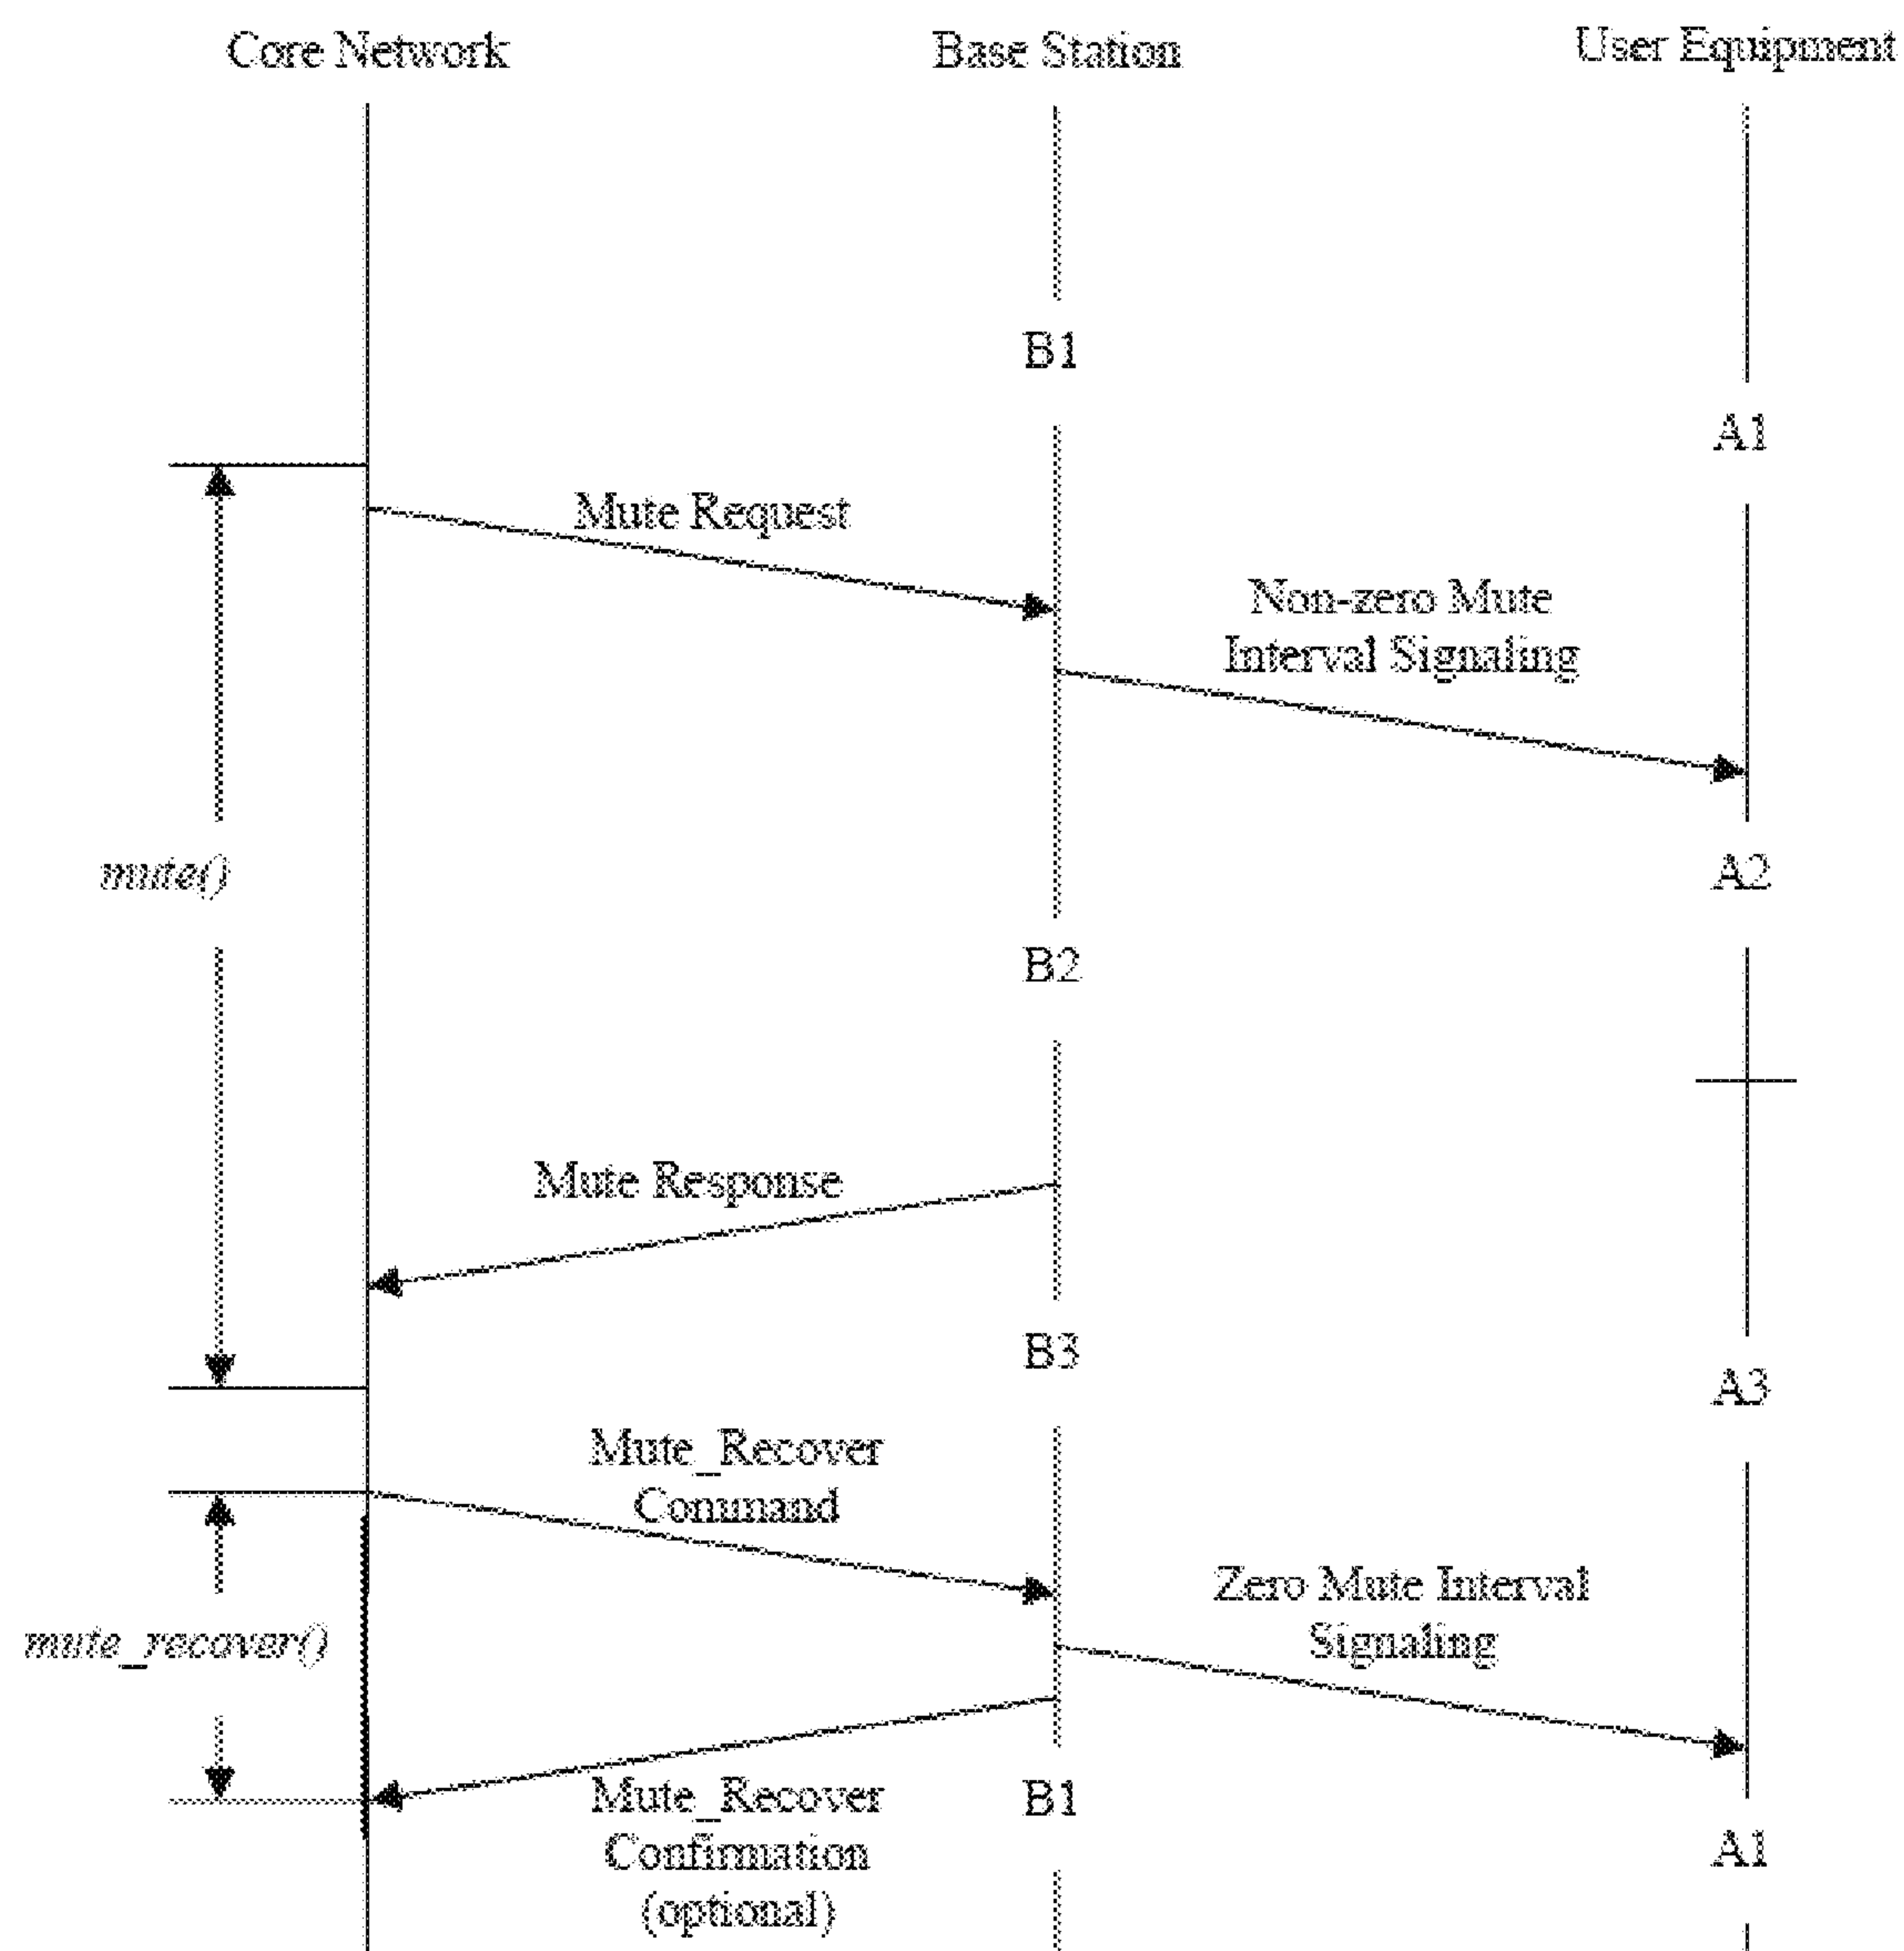 Core Network
Base Station
User Equipment
B1
A1
Mute Request
Non-zero Mute
Interval Signaling
mute()
A2
B2
Mute Response
B3
A3
Mute_Recover
Command
Zero Mute Interval
Signaling
mute_recover()
Mute_Recover
Confirmation
(optional)
B1
A1